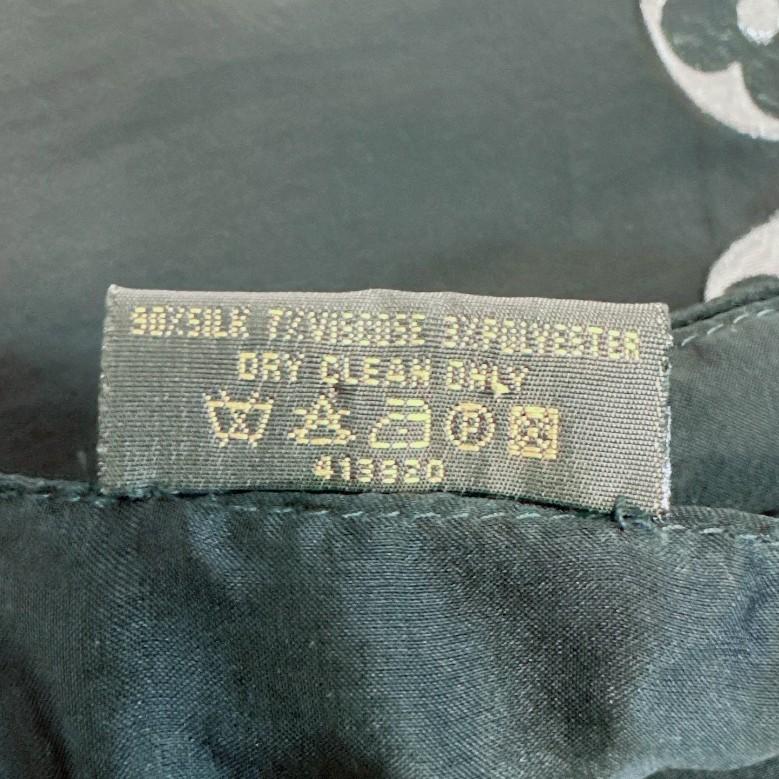 90%SILK 7%VISCOSE 3%POLYESTER
DRY CLEAN ONLY
P
413920